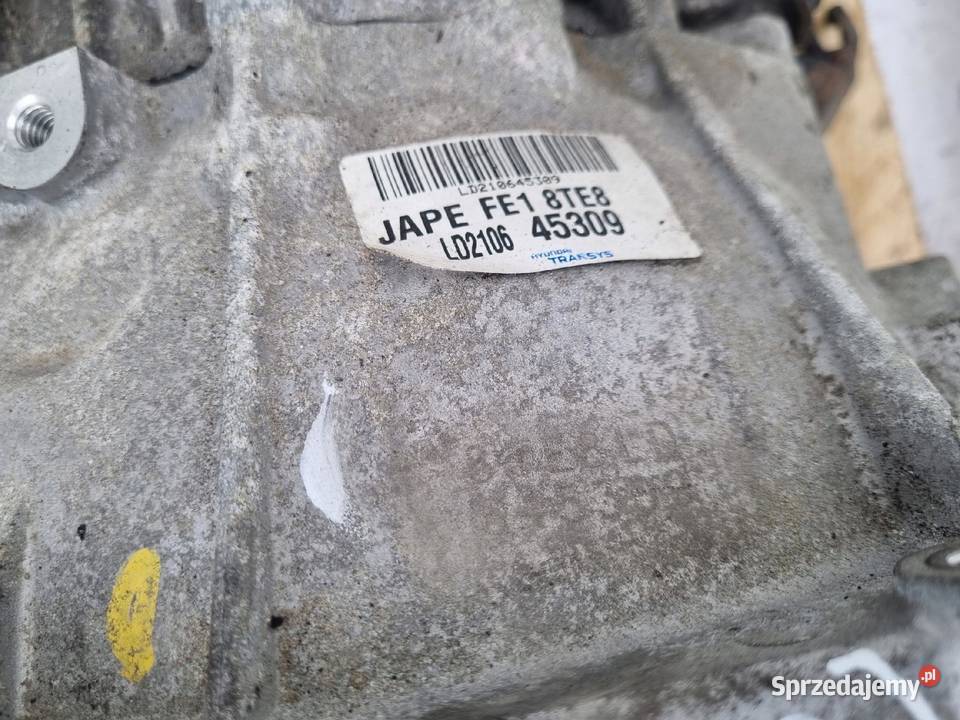 LD210645309
JAPE FE1 8TE8
LD2106 45309
HYUNDAI
TRANSYS
Sprzedajemy.pl